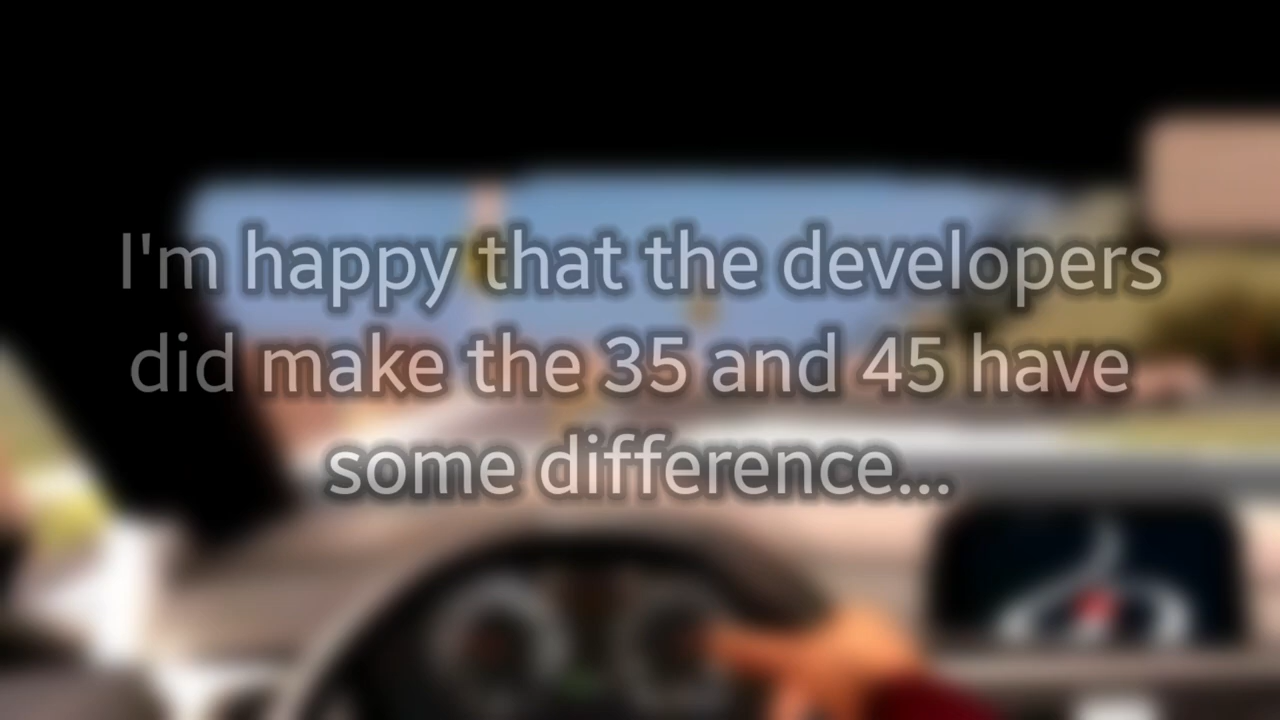 I'm happy that the developers
did make the 35 and 45 have
some difference...